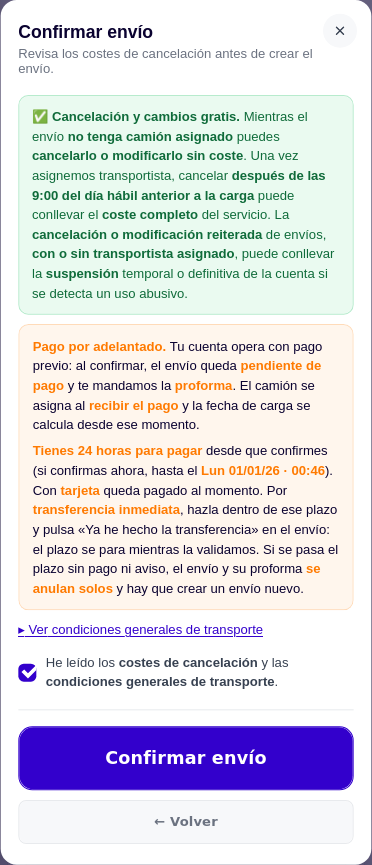 Confirmar envío
×
Revisa los costes de cancelación antes de crear el
envío.
✅ Cancelación y cambios gratis. Mientras el
envío no tenga camión asignado puedes
cancelarlo o modificarlo sin coste. Una vez
asignemos transportista, cancelar después de las
9:00 del día hábil anterior a la carga puede
conllevar el coste completo del servicio. La
cancelación o modificación reiterada de envíos,
con o sin transportista asignado, puede conllevar
la suspensión temporal o definitiva de la cuenta si
se detecta un uso abusivo.
Pago por adelantado. Tu cuenta opera con pago
previo: al confirmar, el envío queda pendiente de
pago y te mandamos la proforma. El camión se
asigna al recibir el pago y la fecha de carga se
calcula desde ese momento.
Tienes 24 horas para pagar desde que confirmes
(si confirmas ahora, hasta el Lun 01/01/26 · 00:46).
Con tarjeta queda pagado al momento. Por
transferencia inmediata, hazla dentro de ese plazo
y pulsa «Ya he hecho la transferencia» en el envío:
el plazo se para mientras la validamos. Si se pasa el
plazo sin pago ni aviso, el envío y su proforma se
anulan solos y hay que crear un envío nuevo.
▸ Ver condiciones generales de transporte
He leído los costes de cancelación y las
condiciones generales de transporte.
Confirmar envío
← Volver